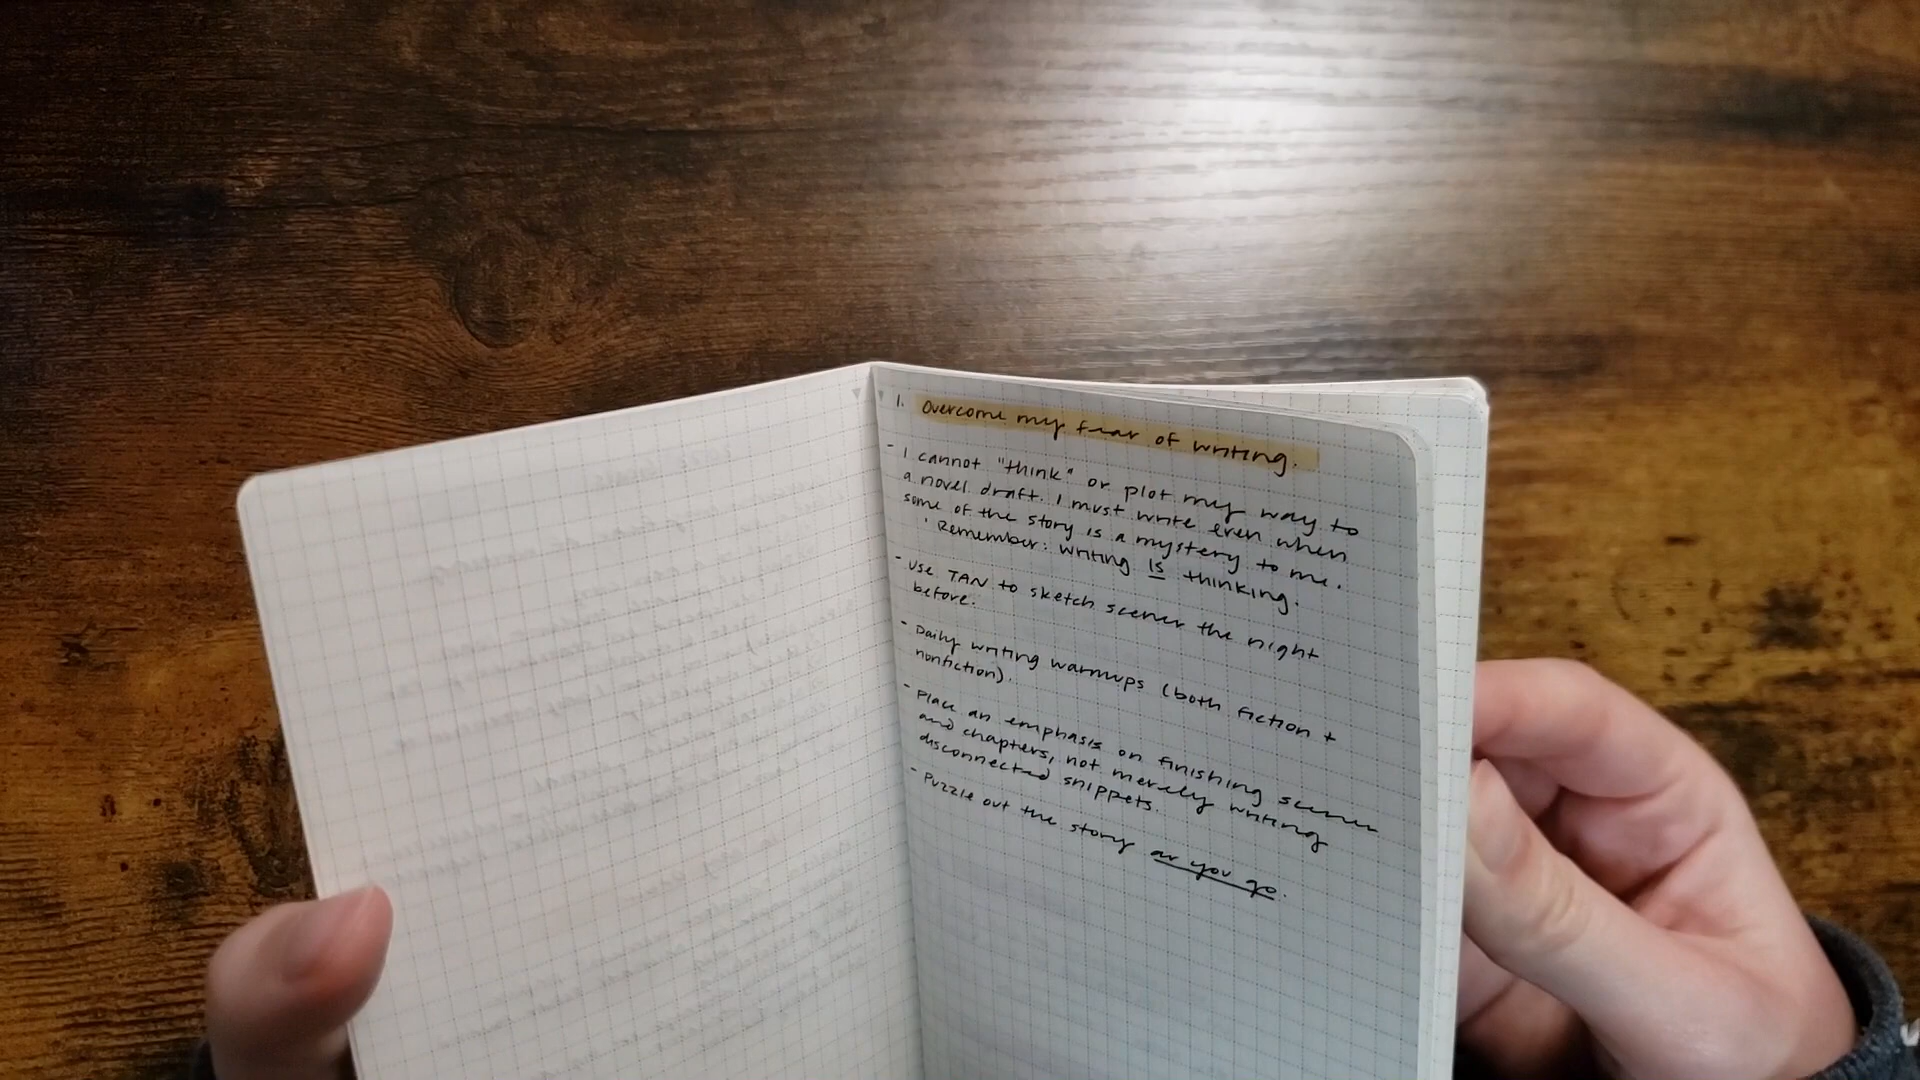 1. Overcome my fear of writing.
- I cannot "think" or plot my way to
a novel draft. I must write even when
some of the story is a mystery to me.
· Remember: writing is thinking.
- Use TAN to sketch scenes the night
before.
- Daily writing warmups (both fiction +
nonfiction).
- Place an emphasis on finishing scenes
and chapters, not merely writing
disconnected snippets.
- Puzzle out the story as you go.